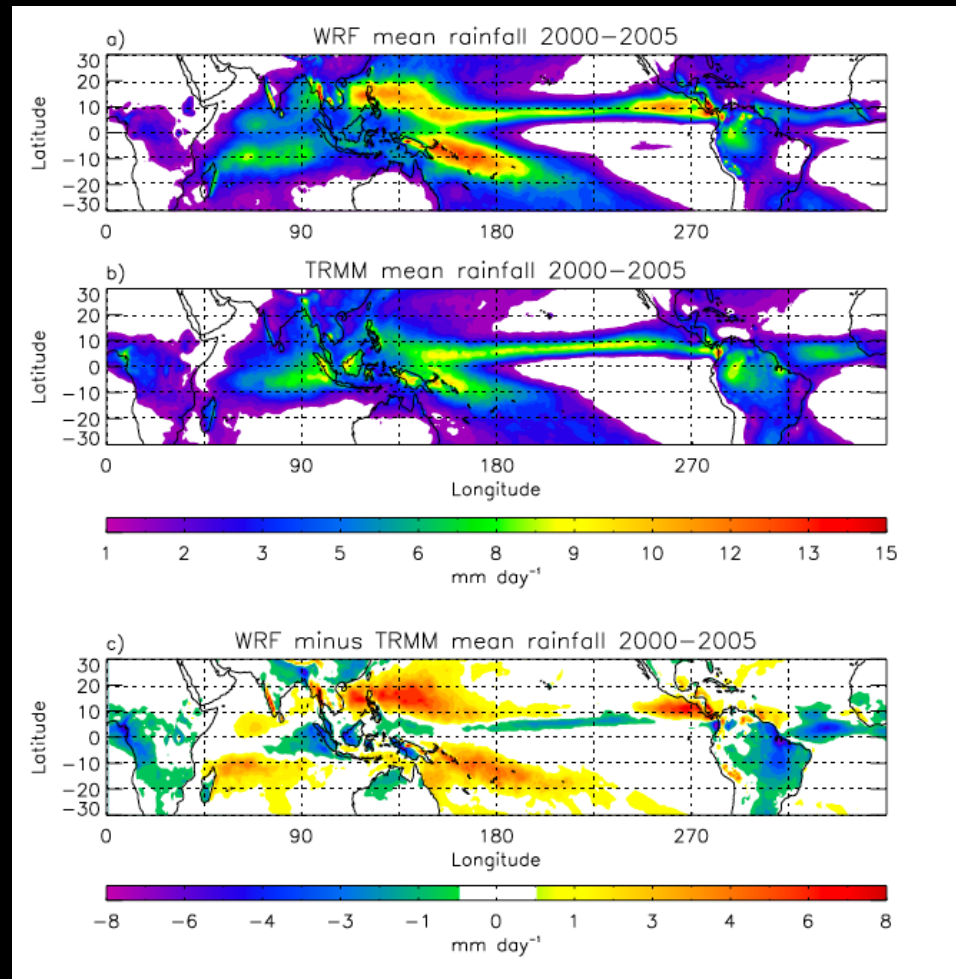 a)
WRF mean rainfall 2000−2005
30
20
10
0
−10
−20
−30
Latitude
0 90 180 270
b)
TRMM mean rainfall 2000−2005
30
20
10
0
−10
−20
−30
Latitude
0 90 180 270
Longitude
1 2 3 5 6 8 9 10 12 13 15
mm day⁻¹
c)
WRF minus TRMM mean rainfall 2000−2005
30
20
10
0
−10
−20
−30
Latitude
0 90 180 270
Longitude
−8 −6 −4 −3 −1 0 1 3 4 6 8
mm day⁻¹